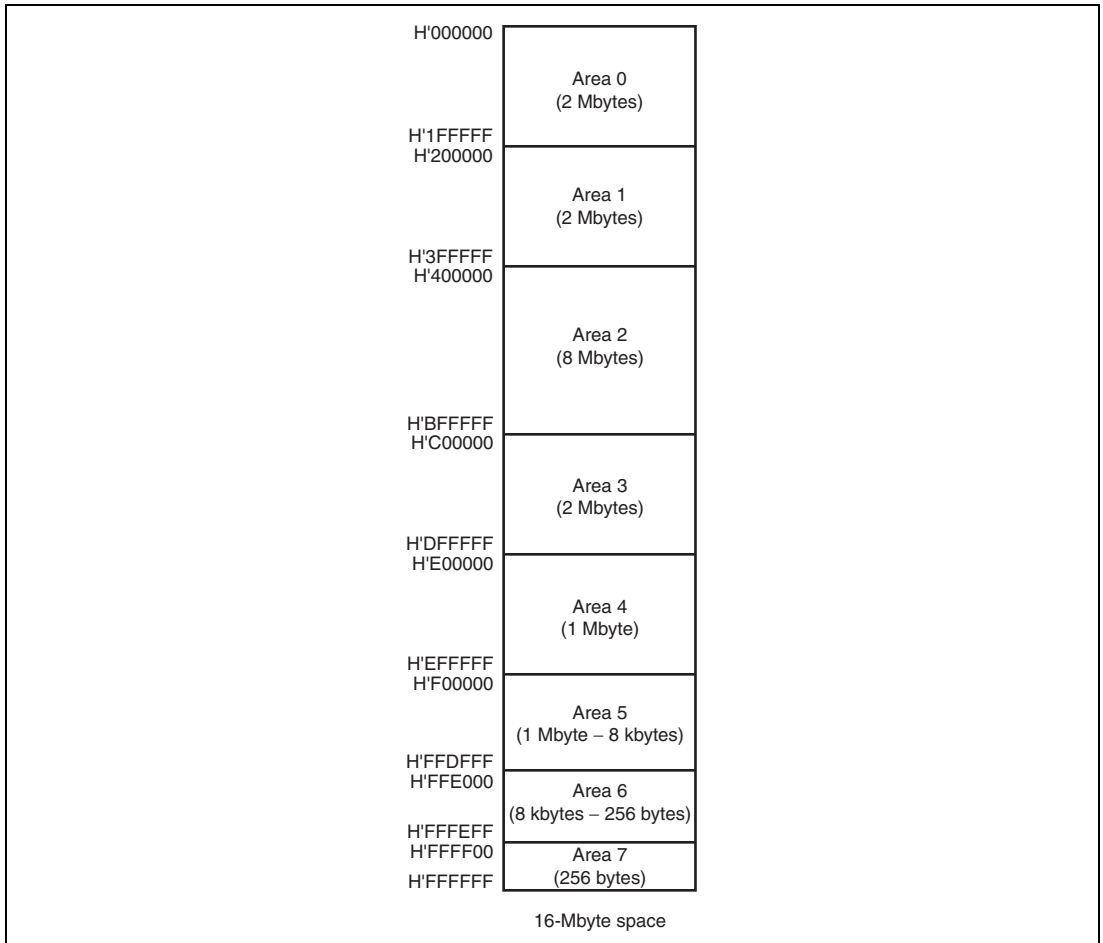 H'000000
Area 0
(2 Mbytes)
H'1FFFFF
H'200000
Area 1
(2 Mbytes)
H'3FFFFF
H'400000
Area 2
(8 Mbytes)
H'BFFFFF
H'C00000
Area 3
(2 Mbytes)
H'DFFFFF
H'E00000
Area 4
(1 Mbyte)
H'EFFFFF
H'F00000
Area 5
(1 Mbyte – 8 kbytes)
H'FFDFFF
H'FFE000
Area 6
(8 kbytes – 256 bytes)
H'FFFEFF
H'FFFF00
Area 7
(256 bytes)
H'FFFFFF
16-Mbyte space